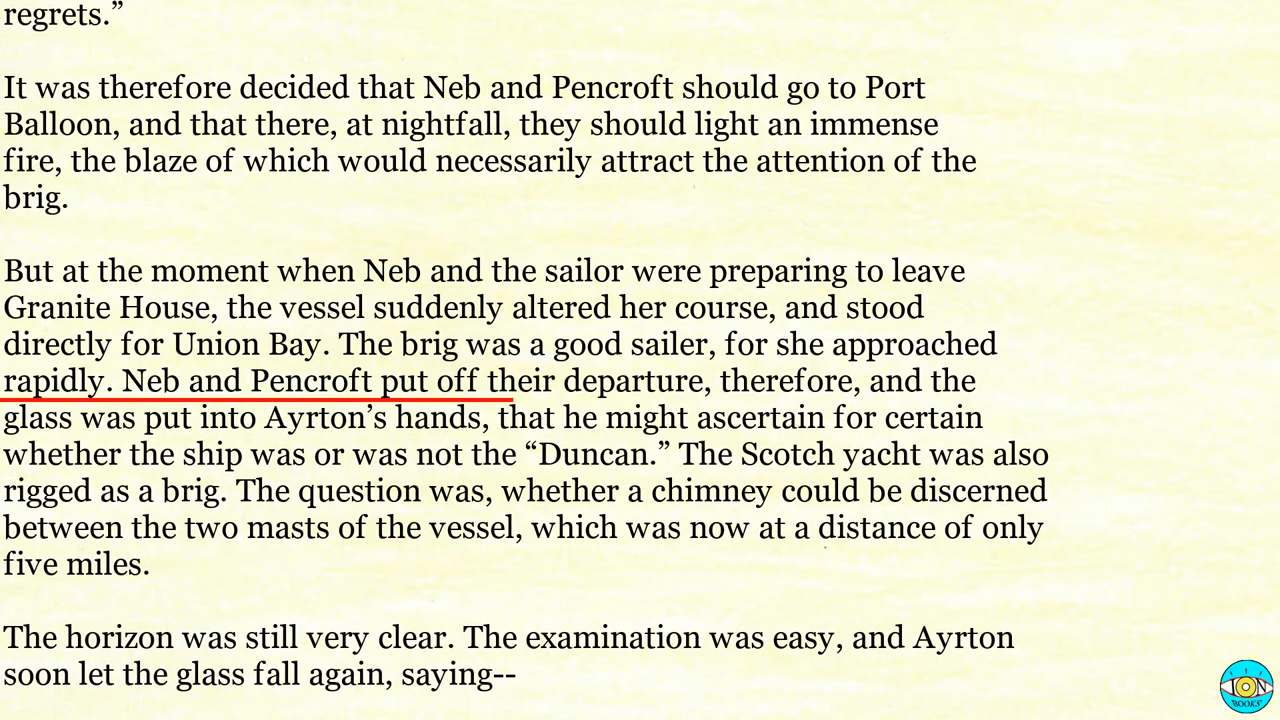 regrets.”
It was therefore decided that Neb and Pencroft should go to Port
Balloon, and that there, at nightfall, they should light an immense
fire, the blaze of which would necessarily attract the attention of the
brig.
But at the moment when Neb and the sailor were preparing to leave
Granite House, the vessel suddenly altered her course, and stood
directly for Union Bay. The brig was a good sailer, for she approached
rapidly. Neb and Pencroft put off their departure, therefore, and the
glass was put into Ayrton’s hands, that he might ascertain for certain
whether the ship was or was not the “Duncan.” The Scotch yacht was also
rigged as a brig. The question was, whether a chimney could be discerned
between the two masts of the vessel, which was now at a distance of only
five miles.
The horizon was still very clear. The examination was easy, and Ayrton
soon let the glass fall again, saying--
ION
BOOKS